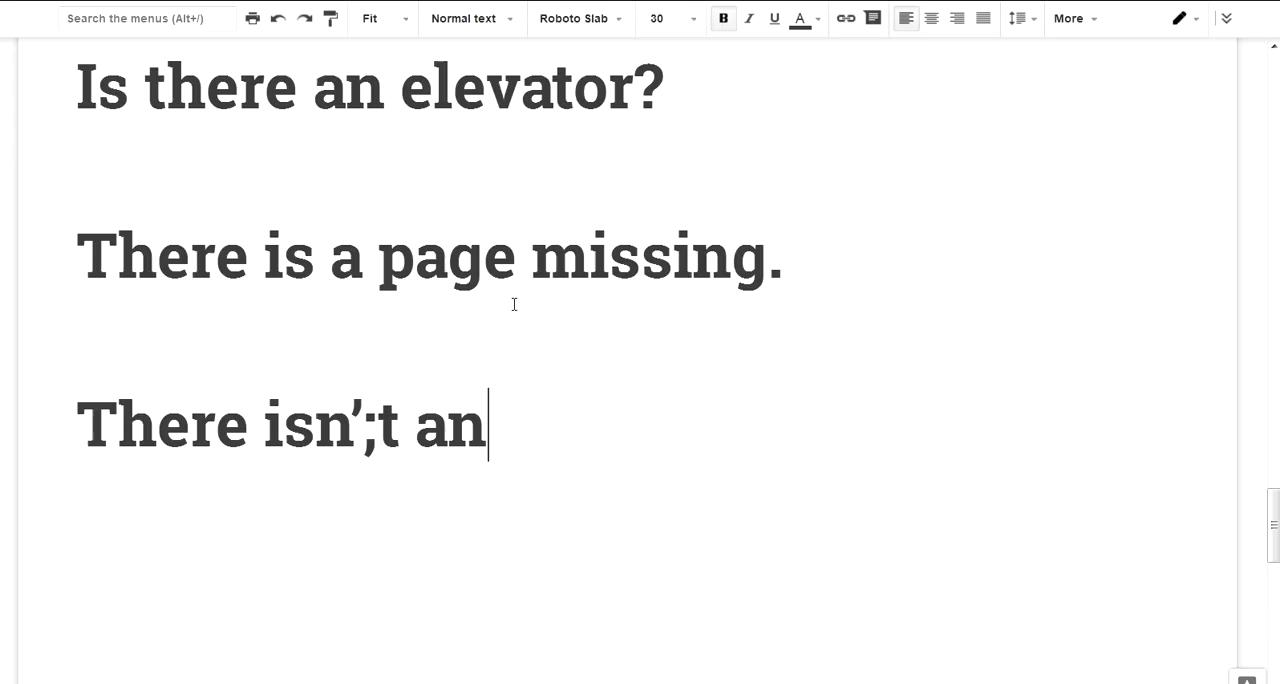 Search the menus (Alt+/) Fit Normal text Roboto Slab 30 B I U A More
Is there an elevator?
There is a page missing.
There isn’;t an